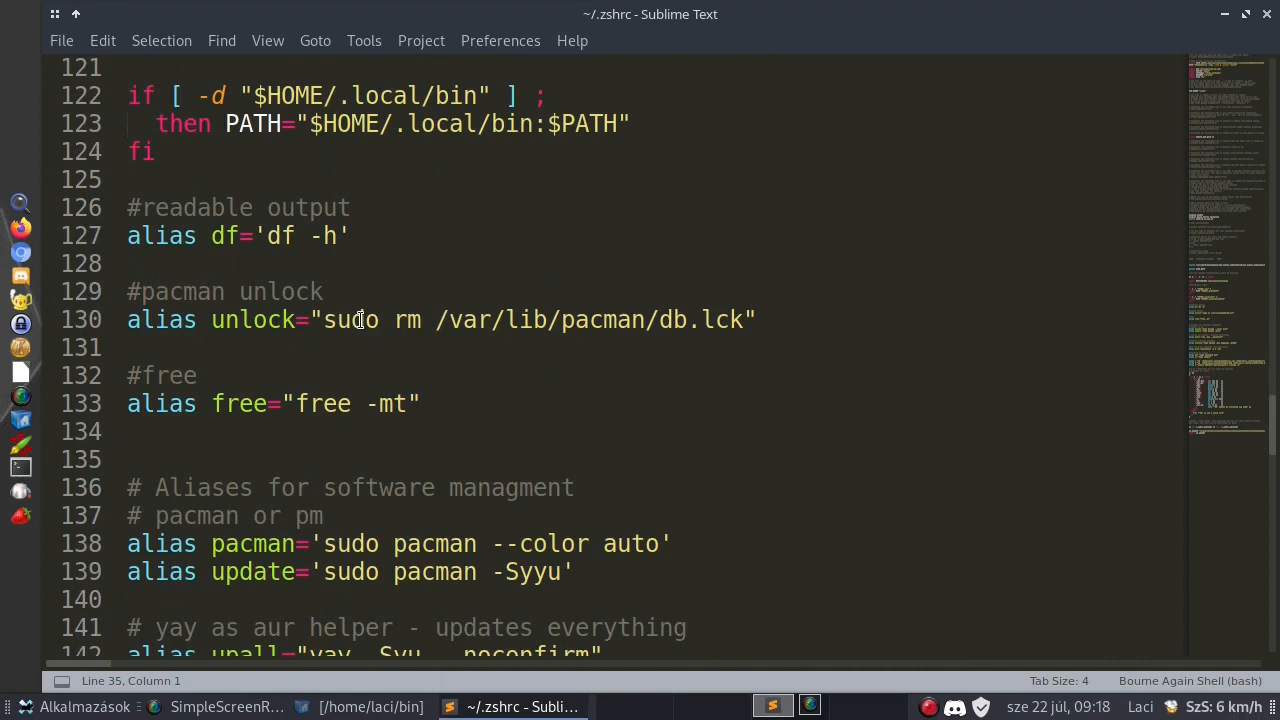 ~/.zshrc - Sublime Text
File Edit Selection Find View Goto Tools Project Preferences Help
121
122 if [ -d "$HOME/.local/bin" ] ;
123 then PATH="$HOME/.local/bin:$PATH"
124 fi
125
126 #readable output
127 alias df='df -h'
128
129 #pacman unlock
130 alias unlock="sudo rm /var/lib/pacman/db.lck"
131
132 #free
133 alias free="free -mt"
134
135
136 # Aliases for software managment
137 # pacman or pm
138 alias pacman='sudo pacman --color auto'
139 alias update='sudo pacman -Syyu'
140
141 # yay as aur helper - updates everything
142 alias upall="yay -Syu --noconfirm"
Line 35, Column 1 Tab Size: 4 Bourne Again Shell (bash)
Alkalmazások SimpleScreenR... [/home/laci/bin] ~/.zshrc - Subli... sze 22 júl, 09:18 Laci SzS: 6 km/h